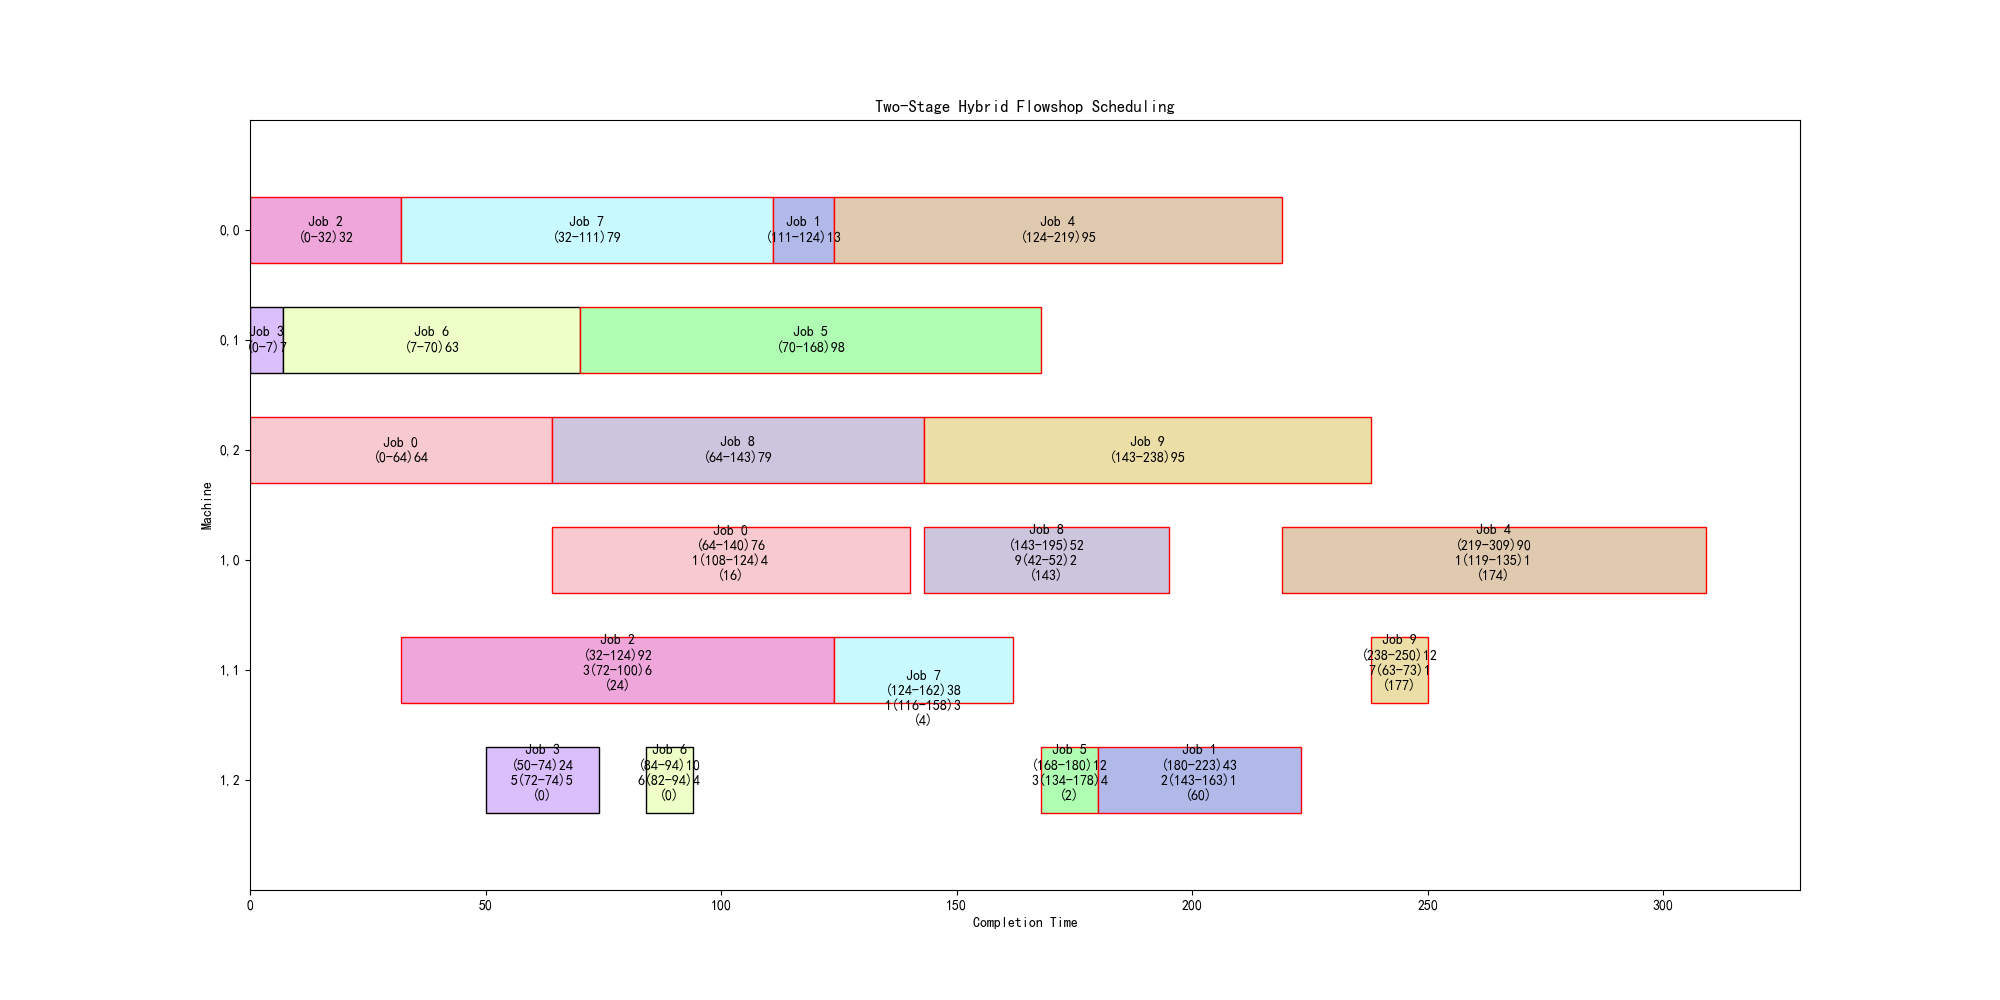 Two-Stage Hybrid Flowshop Scheduling
0,0
Job 2
(0-32)32
Job 7
(32-111)79
Job 1
(111-124)13
Job 4
(124-219)95
0,1
Job 3
(0-7)7
Job 6
(7-70)63
Job 5
(70-168)98
0,2
Job 0
(0-64)64
Job 8
(64-143)79
Job 9
(143-238)95
Machine
1,0
Job 0
(64-140)76
1(108-124)4
(16)
Job 8
(143-195)52
9(42-52)2
(143)
Job 4
(219-309)90
1(119-135)1
(174)
1,1
Job 2
(32-124)92
3(72-100)6
(24)
Job 7
(124-162)38
1(116-158)3
(4)
Job 9
(238-250)12
7(63-73)1
(177)
1,2
Job 3
(50-74)24
5(72-74)5
(0)
Job 6
(84-94)10
6(82-94)4
(0)
Job 5
(168-180)12
3(134-178)4
(2)
Job 1
(180-223)43
2(143-163)1
(60)
0
50
100
150
200
250
300
Completion Time